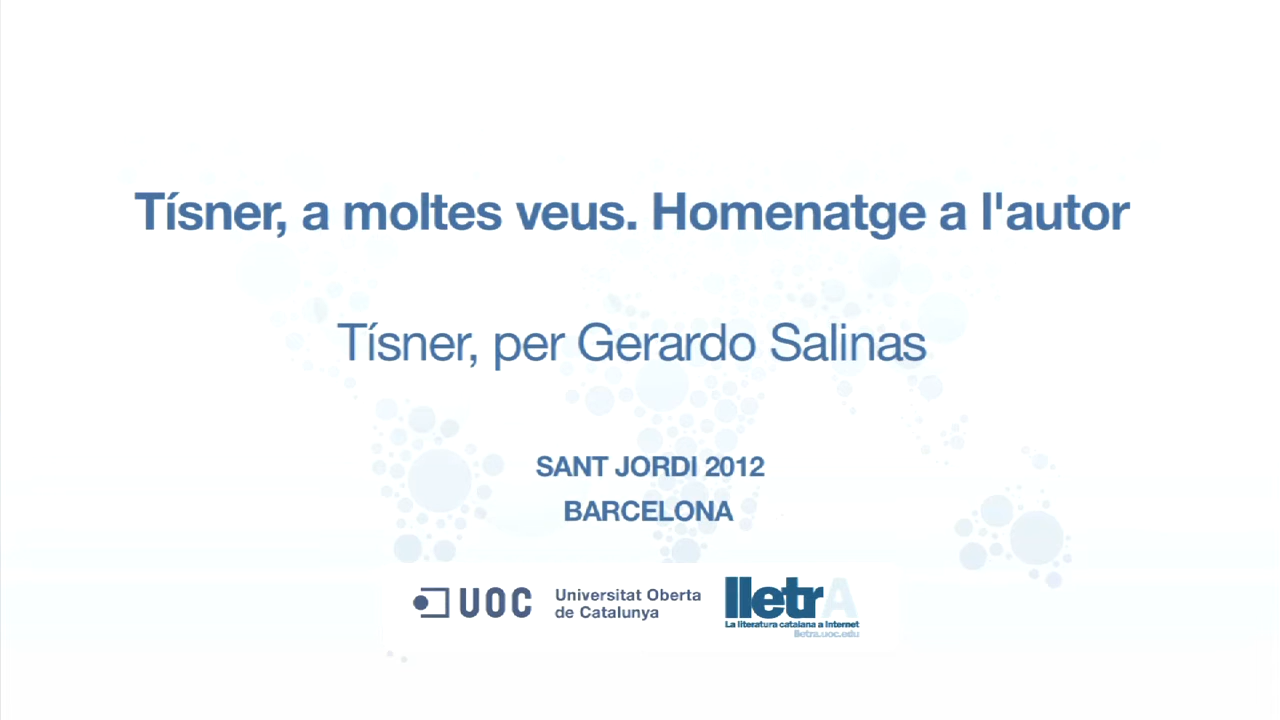 Tísner, a moltes veus. Homenatge a l'autor
Tísner, per Gerardo Salinas
SANT JORDI 2012
BARCELONA
UOC
Universitat Oberta
de Catalunya
lletrA
La literatura catalana a Internet
lletra.uoc.edu